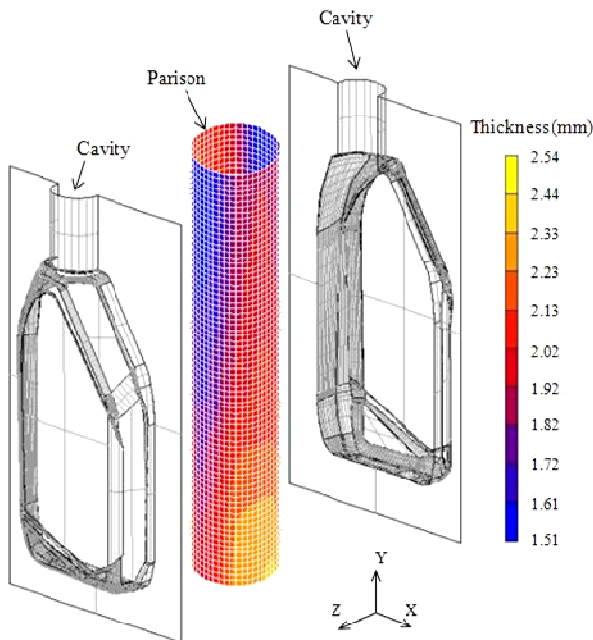 Cavity
Parison
Cavity
Thickness(mm)
2.54
2.44
2.33
2.23
2.13
2.02
1.92
1.82
1.72
1.61
1.51
Y
Z
X